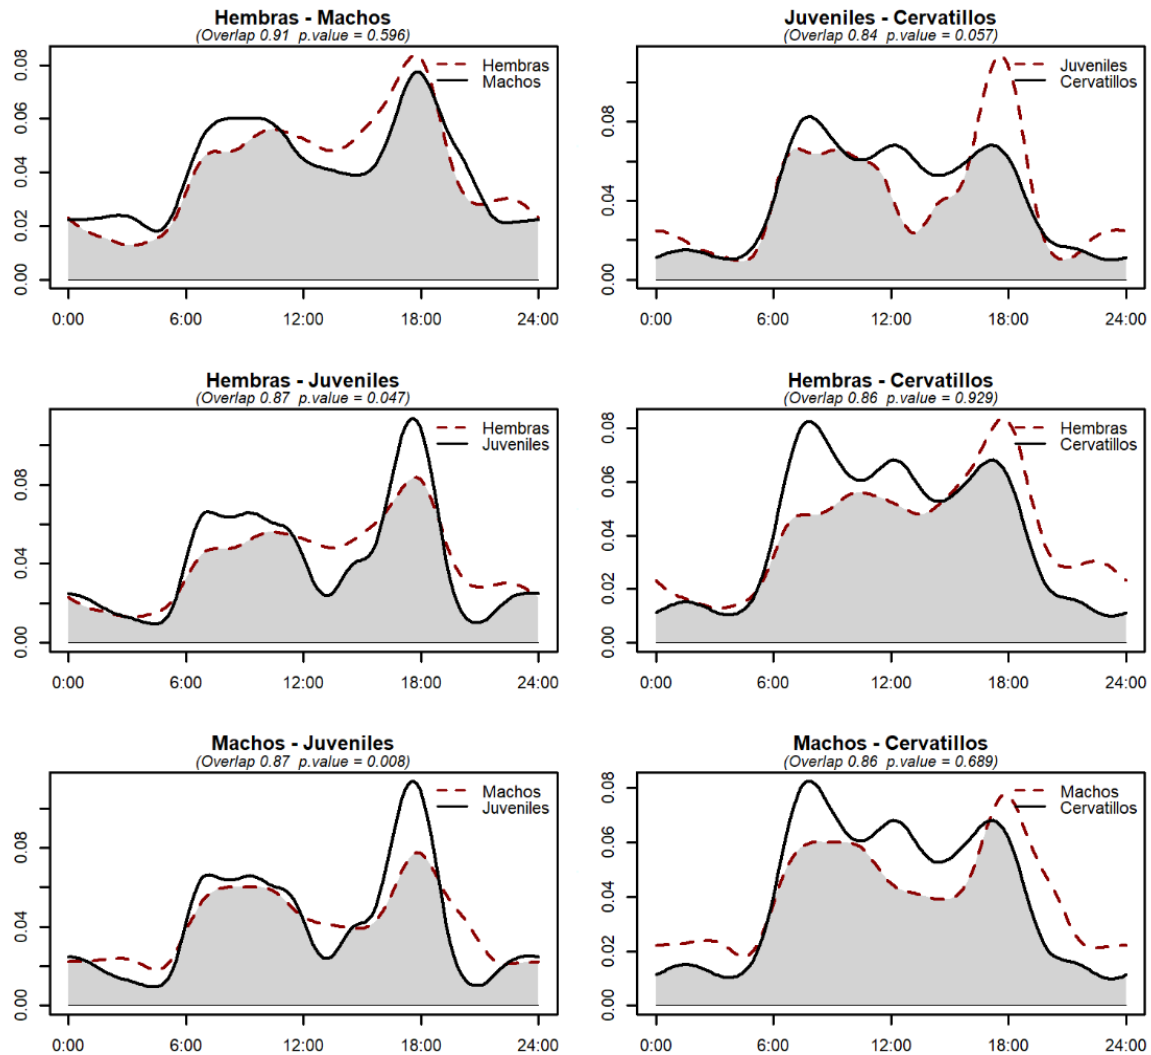 Hembras - Machos
(Overlap 0.91 p.value = 0.596)
Hembras
Machos
0.00 0.02 0.04 0.06 0.08
0:00 6:00 12:00 18:00 24:00
Juveniles - Cervatillos
(Overlap 0.84 p.value = 0.057)
Juveniles
Cervatillos
0.00 0.04 0.08
0:00 6:00 12:00 18:00 24:00
Hembras - Juveniles
(Overlap 0.87 p.value = 0.047)
Hembras
Juveniles
0.00 0.04 0.08
0:00 6:00 12:00 18:00 24:00
Hembras - Cervatillos
(Overlap 0.86 p.value = 0.929)
Hembras
Cervatillos
0.00 0.02 0.04 0.06 0.08
0:00 6:00 12:00 18:00 24:00
Machos - Juveniles
(Overlap 0.87 p.value = 0.008)
Machos
Juveniles
0.00 0.04 0.08
0:00 6:00 12:00 18:00 24:00
Machos - Cervatillos
(Overlap 0.86 p.value = 0.689)
Machos
Cervatillos
0.00 0.02 0.04 0.06 0.08
0:00 6:00 12:00 18:00 24:00